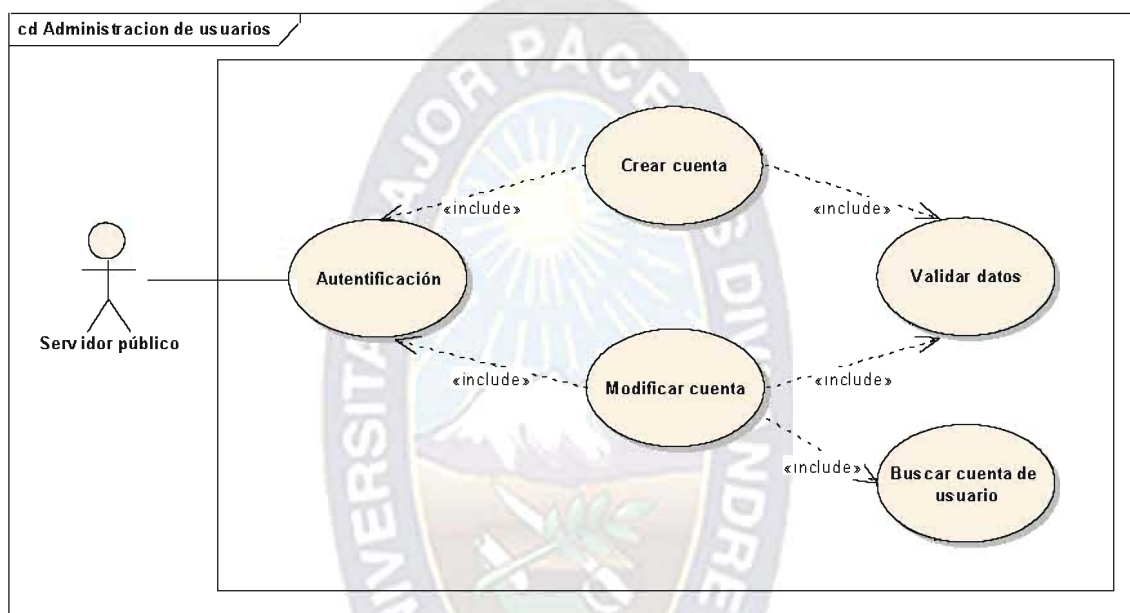 cd Administracion de usuarios
Crear cuenta
«include»
«include»
Autentificación
Validar datos
Servidor público
«include»
Modificar cuenta
«include»
«include»
Buscar cuenta de
usuario